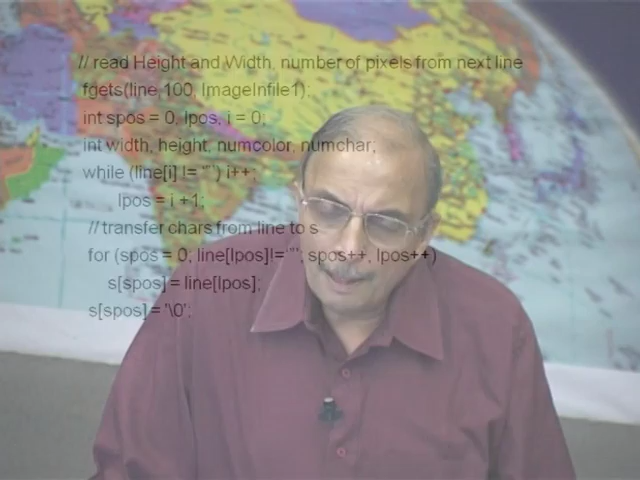 // read Height and Width, number of pixels from next line
fgets(line,100, ImageInfile1);
int spos = 0, lpos, i = 0;
int width, height, numcolor, numchar;
while (line[i] != '"') i++;
lpos = i +1;
// transfer chars from line to s
for (spos = 0; line[lpos]!= '"'; spos++, lpos++)
s[spos] = line[lpos];
s[spos] = '\0';